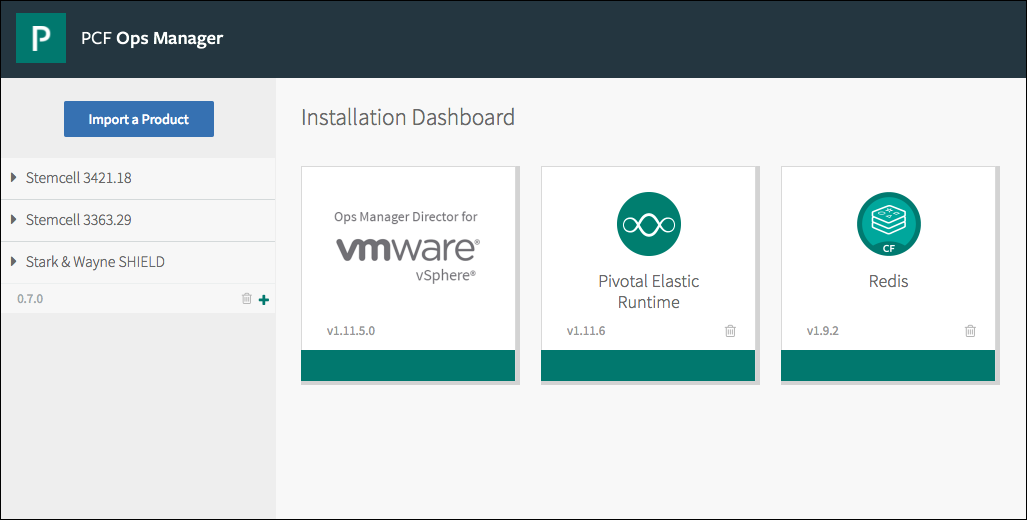 P
PCF Ops Manager
Import a Product
Stemcell 3421.18
Stemcell 3363.29
Stark & Wayne SHIELD
0.7.0
Installation Dashboard
Ops Manager Director for
vmware®
vSphere®
v1.11.5.0
Pivotal Elastic
Runtime
v1.11.6
CF
Redis
v1.9.2